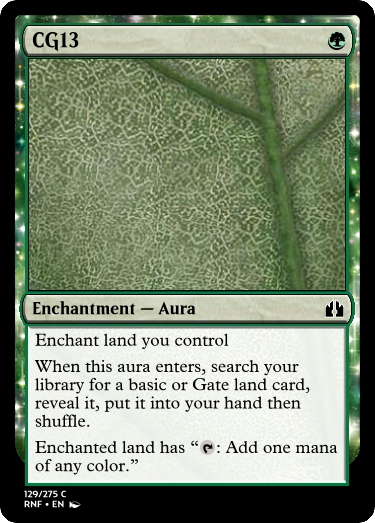 CG13
Enchantment — Aura
Enchant land you control
When this aura enters, search your
library for a basic or Gate land card,
reveal it, put it into your hand then
shuffle.
Enchanted land has “: Add one mana
of any color.”
129/275 C
RNF • EN